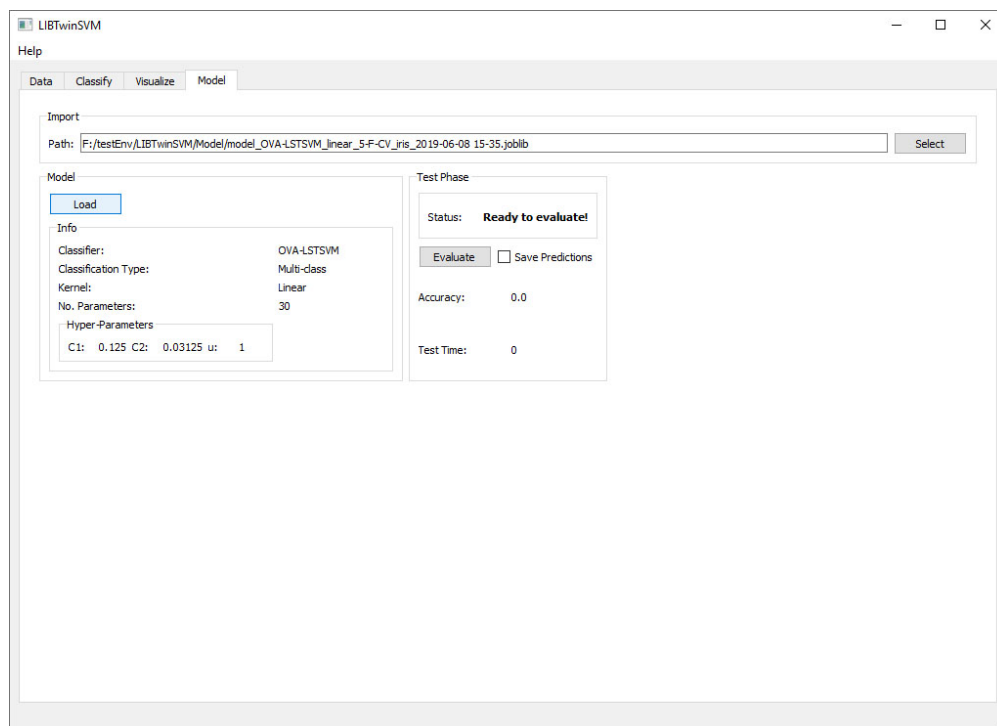 LIBTwinSVM
Help
Data Classify Visualize Model
Import
Path: F:/testEnv/LIBTwinSVM/Model/model_OVA-LSTSVM_linear_5-F-CV_iris_2019-06-08 15-35.joblib Select
Model
Load
Info
Classifier: OVA-LSTSVM
Classification Type: Multi-class
Kernel: Linear
No. Parameters: 30
Hyper-Parameters
C1: 0.125 C2: 0.03125 u: 1
Test Phase
Status: Ready to evaluate!
Evaluate Save Predictions
Accuracy: 0.0
Test Time: 0